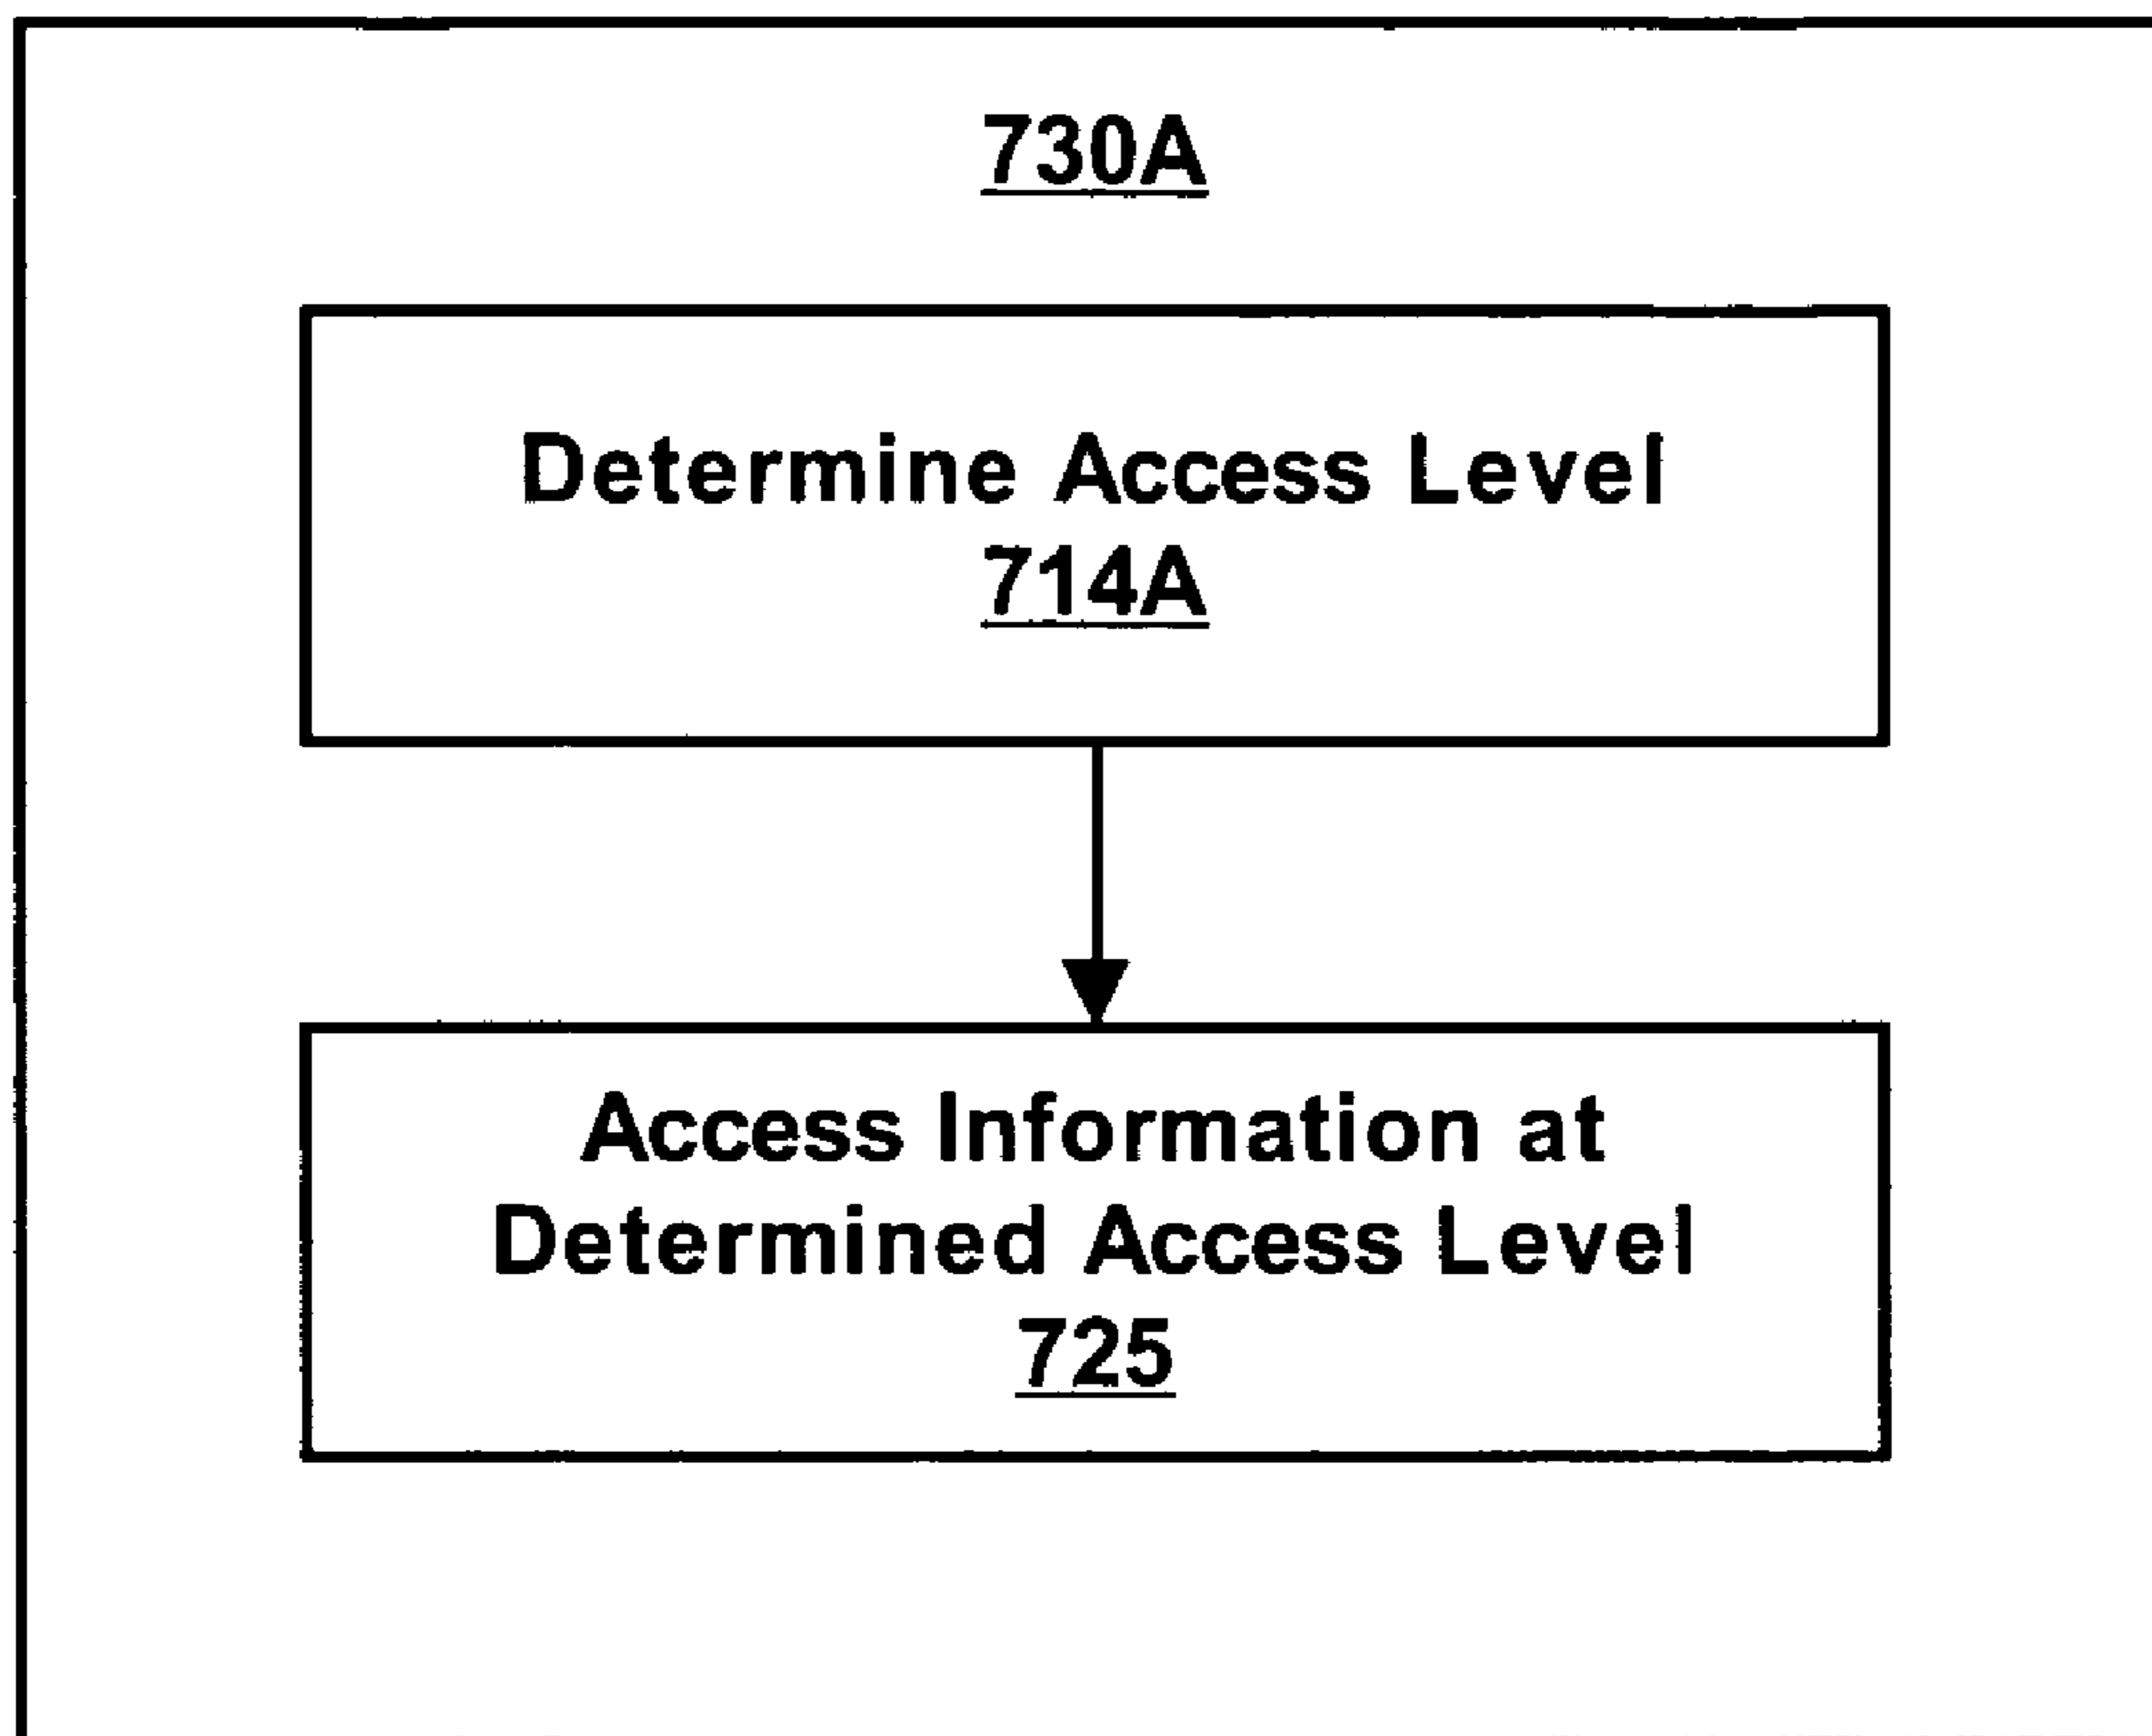 730A
Determine Access Level
714A
Access Information at
Determined Access Level
725